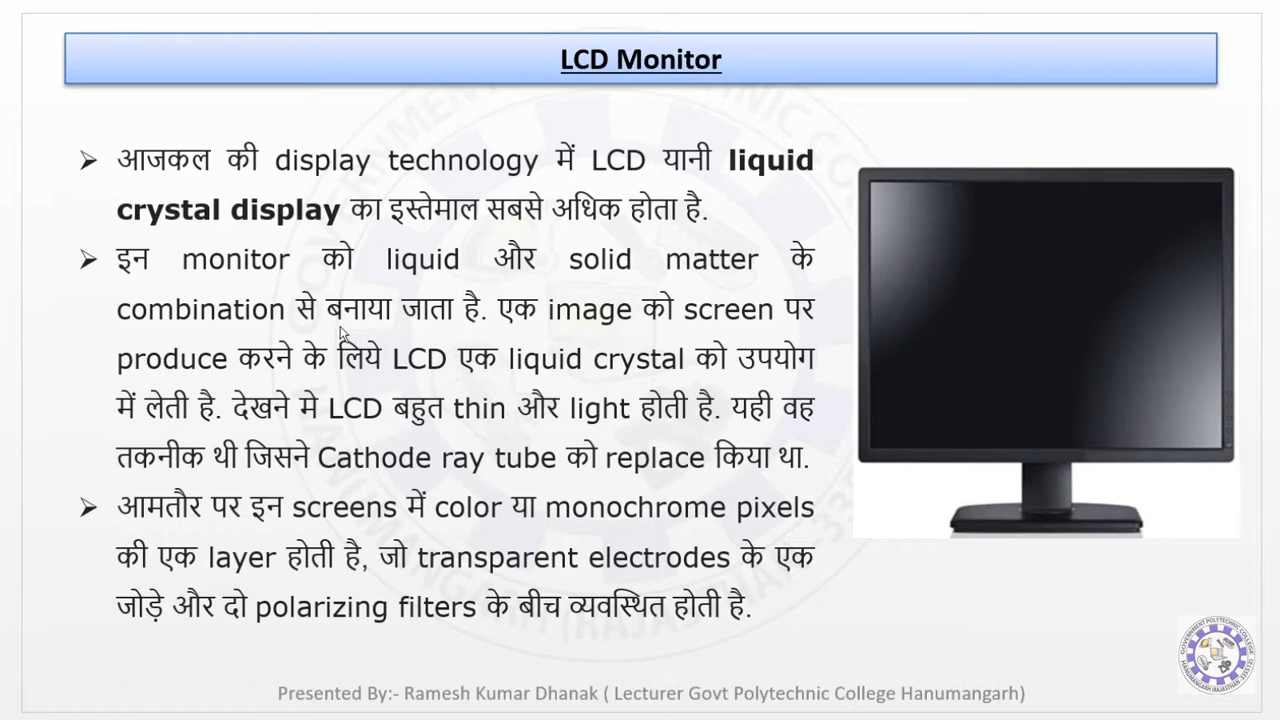 LCD Monitor
➢ आजकल की display technology में LCD यानी liquid
crystal display का इस्तेमाल सबसे अधिक होता है.
➢ इन monitor को liquid और solid matter के
combination से बनाया जाता है. एक image को screen पर
produce करने के लिये LCD एक liquid crystal को उपयोग
में लेती है. देखने मे LCD बहुत thin और light होती है. यही वह
तकनीक थी जिसने Cathode ray tube को replace किया था.
➢ आमतौर पर इन screens में color या monochrome pixels
की एक layer होती है, जो transparent electrodes के एक
जोड़े और दो polarizing filters के बीच व्यवस्थित होती है.
Presented By:- Ramesh Kumar Dhanak ( Lecturer Govt Polytechnic College Hanumangarh)